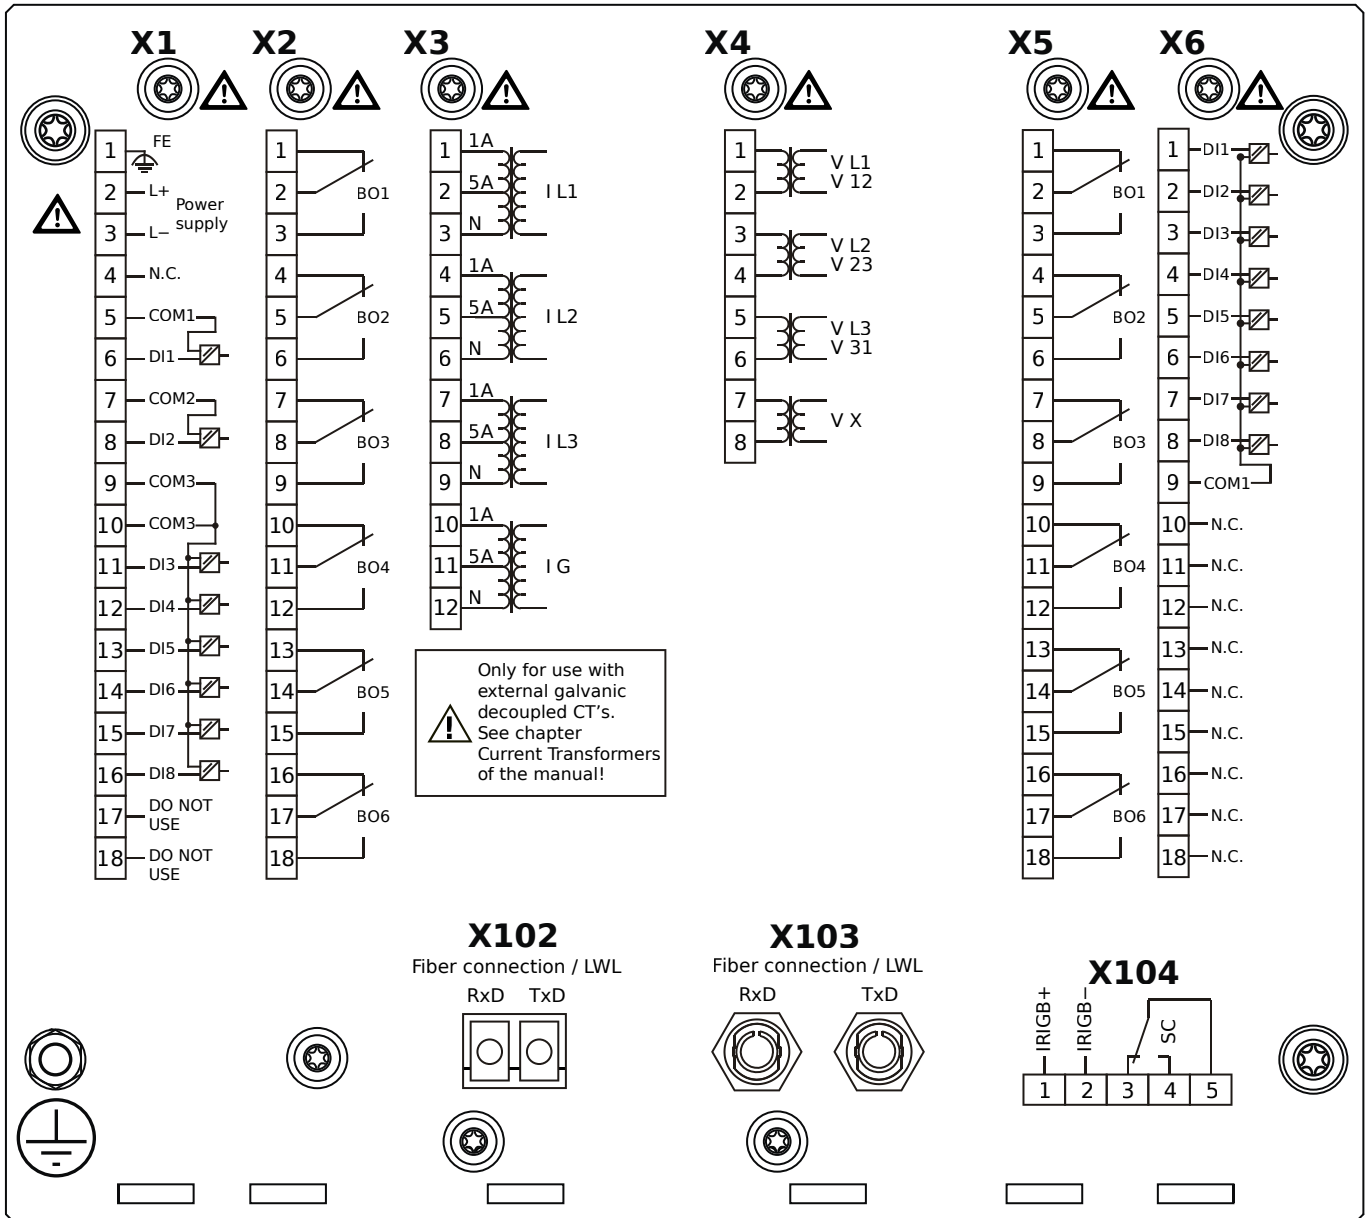 X1 X2 X3 X4 X5 X6
1 FE
2 L+
Power
supply
3 L−
4 N.C.
5 COM1
6 DI1
7 COM2
8 DI2
9 COM3
10 COM3
11 DI3
12 DI4
13 DI5
14 DI6
15 DI7
16 DI8
17 DO NOT
USE
18 DO NOT
USE
1
2 BO1
3
4
5 BO2
6
7
8 BO3
9
10
11 BO4
12
13
14 BO5
15
16
17 BO6
18
1 1A
2 5A I L1
3 N
4 1A
5 5A I L2
6 N
7 1A
8 5A I L3
9 N
10 1A
11 5A I G
12 N
Only for use with
external galvanic
decoupled CT's.
See chapter
Current Transformers
of the manual!
1 V L1
2 V 12
3 V L2
4 V 23
5 V L3
6 V 31
7 V X
8
1
2 BO1
3
4
5 BO2
6
7
8 BO3
9
10
11 BO4
12
13
14 BO5
15
16
17 BO6
18
1 DI1
2 DI2
3 DI3
4 DI4
5 DI5
6 DI6
7 DI7
8 DI8
9 COM1
10 N.C.
11 N.C.
12 N.C.
13 N.C.
14 N.C.
15 N.C.
16 N.C.
17 N.C.
18 N.C.
X102
Fiber connection / LWL
RxD TxD
X103
Fiber connection / LWL
RxD TxD
X104
IRIGB+ IRIGB− SC
1 2 3 4 5